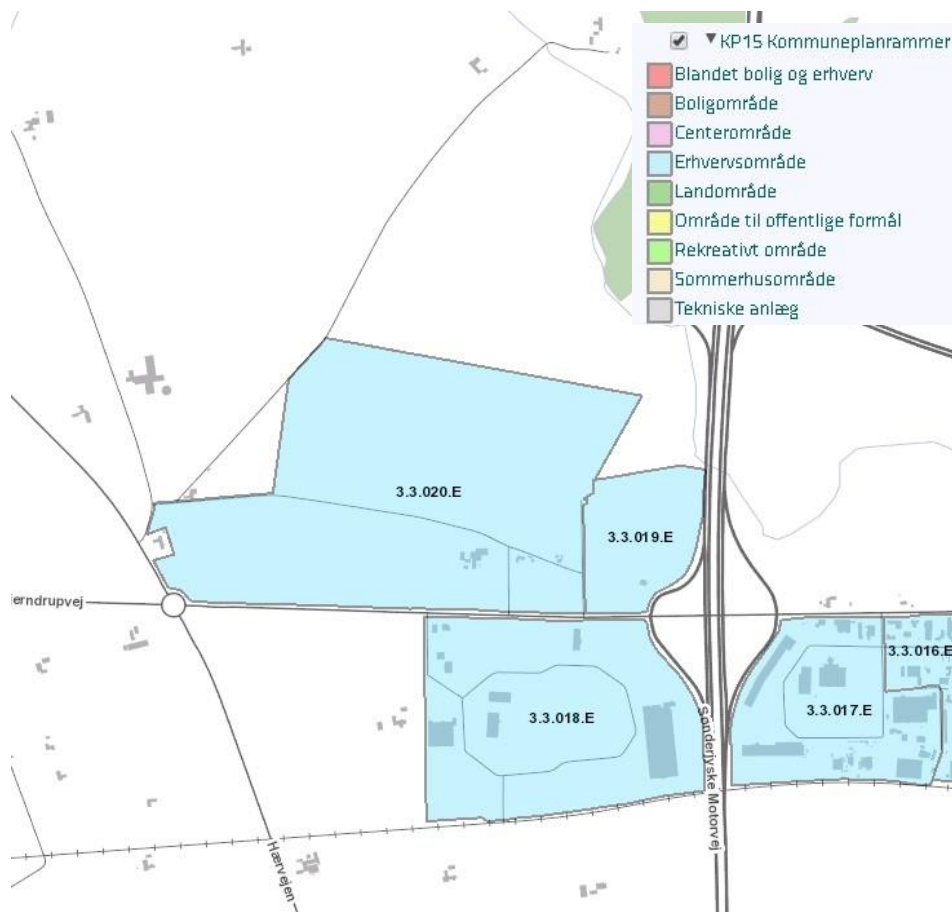 KP15 Kommuneplanrammer
Blandet bolig og erhverv
Boligområde
Centerområde
Erhvervsområde
Landområde
Område til offentlige formål
Rekreativt område
Sommerhusområde
Tekniske anlæg
3.3.020.E
3.3.019.E
erndrupvej
3.3.016.E
3.3.018.E
3.3.017.E
Sønderjyske Motorvej
Hærvejen